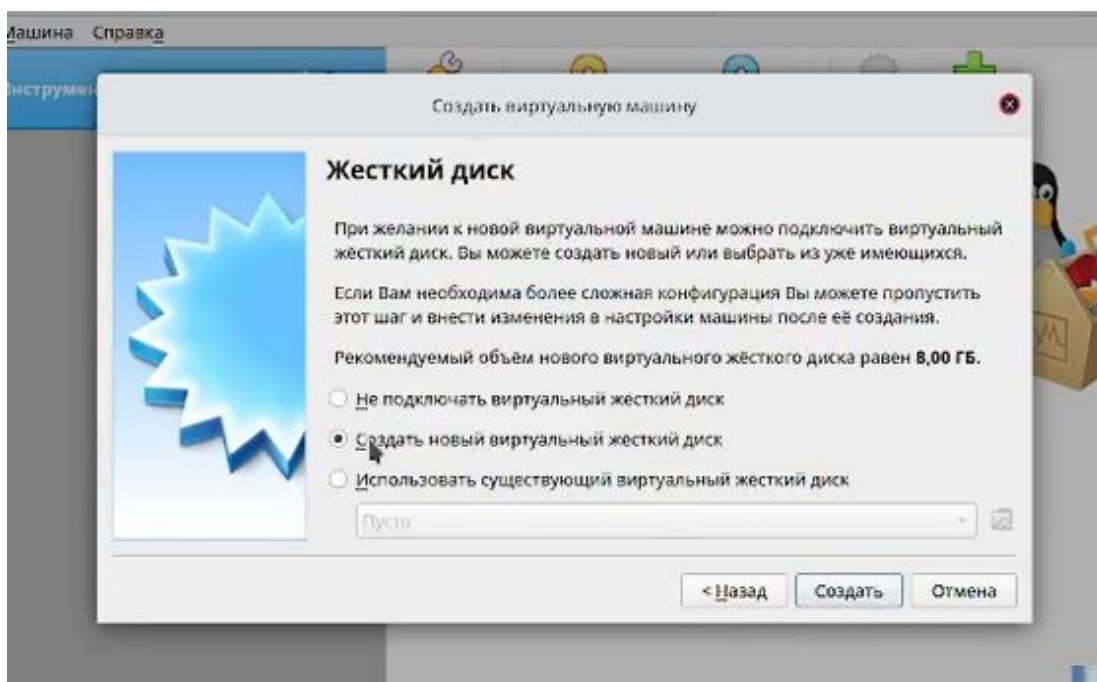 Машина Справка
Инструмен
Создать виртуальную машину
Жесткий диск
При желании к новой виртуальной машине можно подключить виртуальный
жёсткий диск. Вы можете создать новый или выбрать из уже имеющихся.
Если Вам необходима более сложная конфигурация Вы можете пропустить
этот шаг и внести изменения в настройки машины после её создания.
Рекомендуемый объём нового виртуального жёсткого диска равен 8,00 ГБ.
Не подключать виртуальный жесткий диск
Создать новый виртуальный жесткий диск
Использовать существующий виртуальный жесткий диск
Пусто
< Назад Создать Отмена